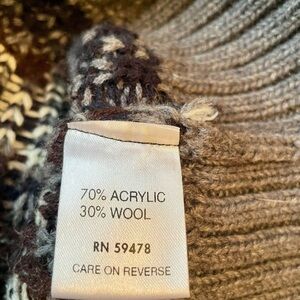 70% ACRYLIC
30% WOOL
RN 59478
CARE ON REVERSE